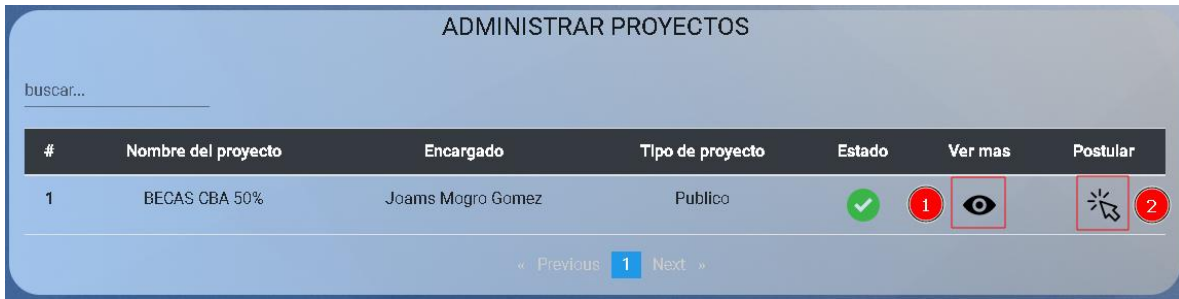 ADMINISTRAR PROYECTOS
buscar...
# Nombre del proyecto Encargado Tipo de proyecto Estado Ver mas Postular
1 BECAS CBA 50% Joams Mogro Gomez Publico 1 2
« Previous 1 Next »